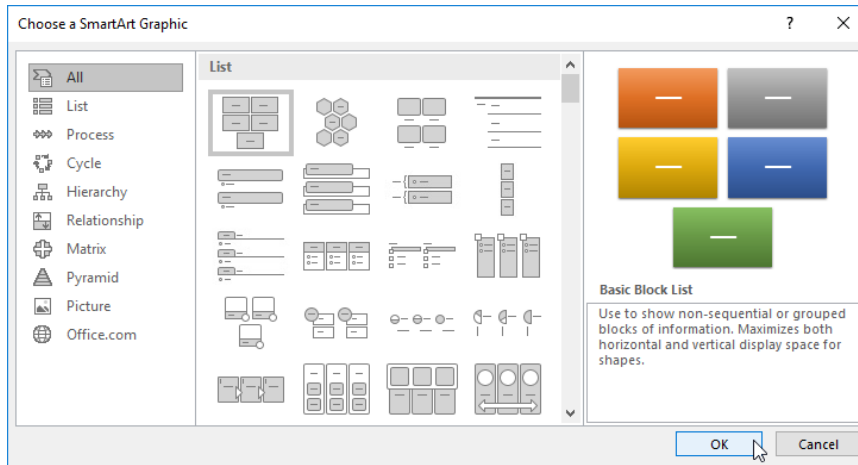 Choose a SmartArt Graphic
?
All
List
Process
Cycle
Hierarchy
Relationship
Matrix
Pyramid
Picture
Office.com
List
Basic Block List
Use to show non-sequential or grouped
blocks of information. Maximizes both
horizontal and vertical display space for
shapes.
OK
Cancel